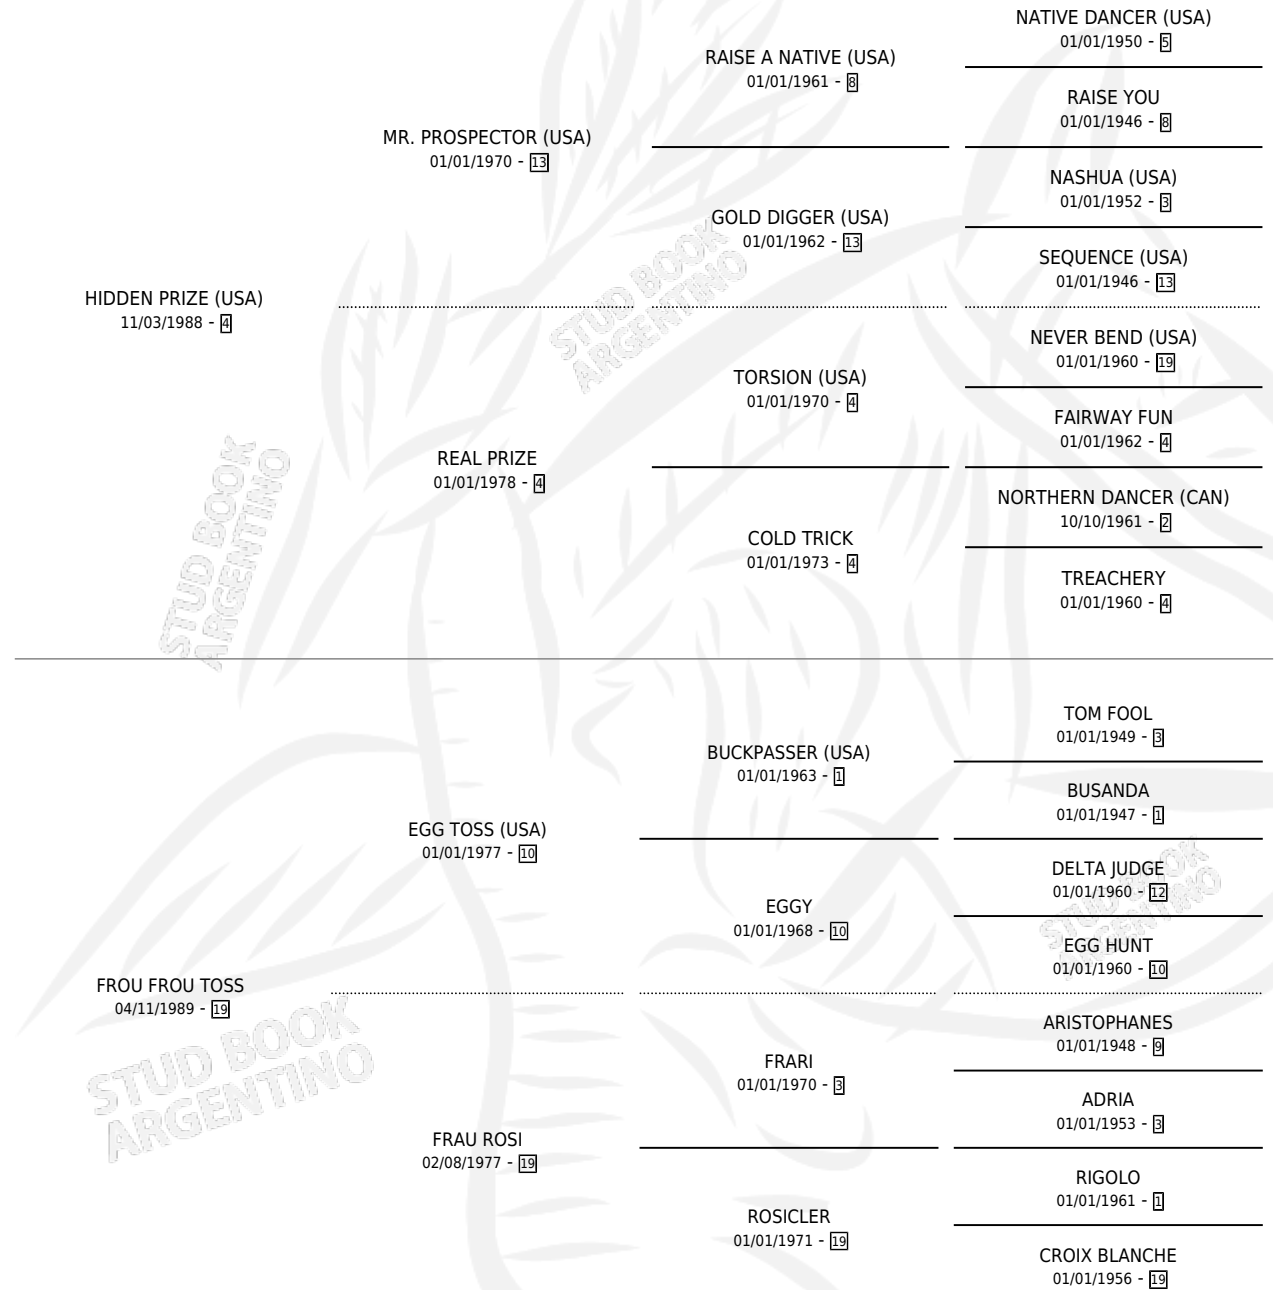 NATIVE DANCER (USA)
01/01/1950 - 5
RAISE A NATIVE (USA)
01/01/1961 - 8
RAISE YOU
01/01/1946 - 8
MR. PROSPECTOR (USA)
01/01/1970 - 13
NASHUA (USA)
01/01/1952 - 3
GOLD DIGGER (USA)
01/01/1962 - 13
SEQUENCE (USA)
01/01/1946 - 13
HIDDEN PRIZE (USA)
11/03/1988 - 4
NEVER BEND (USA)
01/01/1960 - 19
TORSION (USA)
01/01/1970 - 4
FAIRWAY FUN
01/01/1962 - 4
REAL PRIZE
01/01/1978 - 4
NORTHERN DANCER (CAN)
10/10/1961 - 2
COLD TRICK
01/01/1973 - 4
TREACHERY
01/01/1960 - 4
TOM FOOL
01/01/1949 - 3
BUCKPASSER (USA)
01/01/1963 - 1
BUSANDA
01/01/1947 - 1
EGG TOSS (USA)
01/01/1977 - 10
DELTA JUDGE
01/01/1960 - 12
EGGY
01/01/1968 - 10
EGG HUNT
01/01/1960 - 10
FROU FROU TOSS
04/11/1989 - 19
ARISTOPHANES
01/01/1948 - 9
FRARI
01/01/1970 - 3
ADRIA
01/01/1953 - 3
FRAU ROSI
02/08/1977 - 19
RIGOLO
01/01/1961 - 1
ROSICLER
01/01/1971 - 19
CROIX BLANCHE
01/01/1956 - 19
STUD BOOK
ARGENTINO
STUD BOOK
ARGENTINO
STUD BOOK
ARGENTINO
STUD BOOK
ARGENTINO